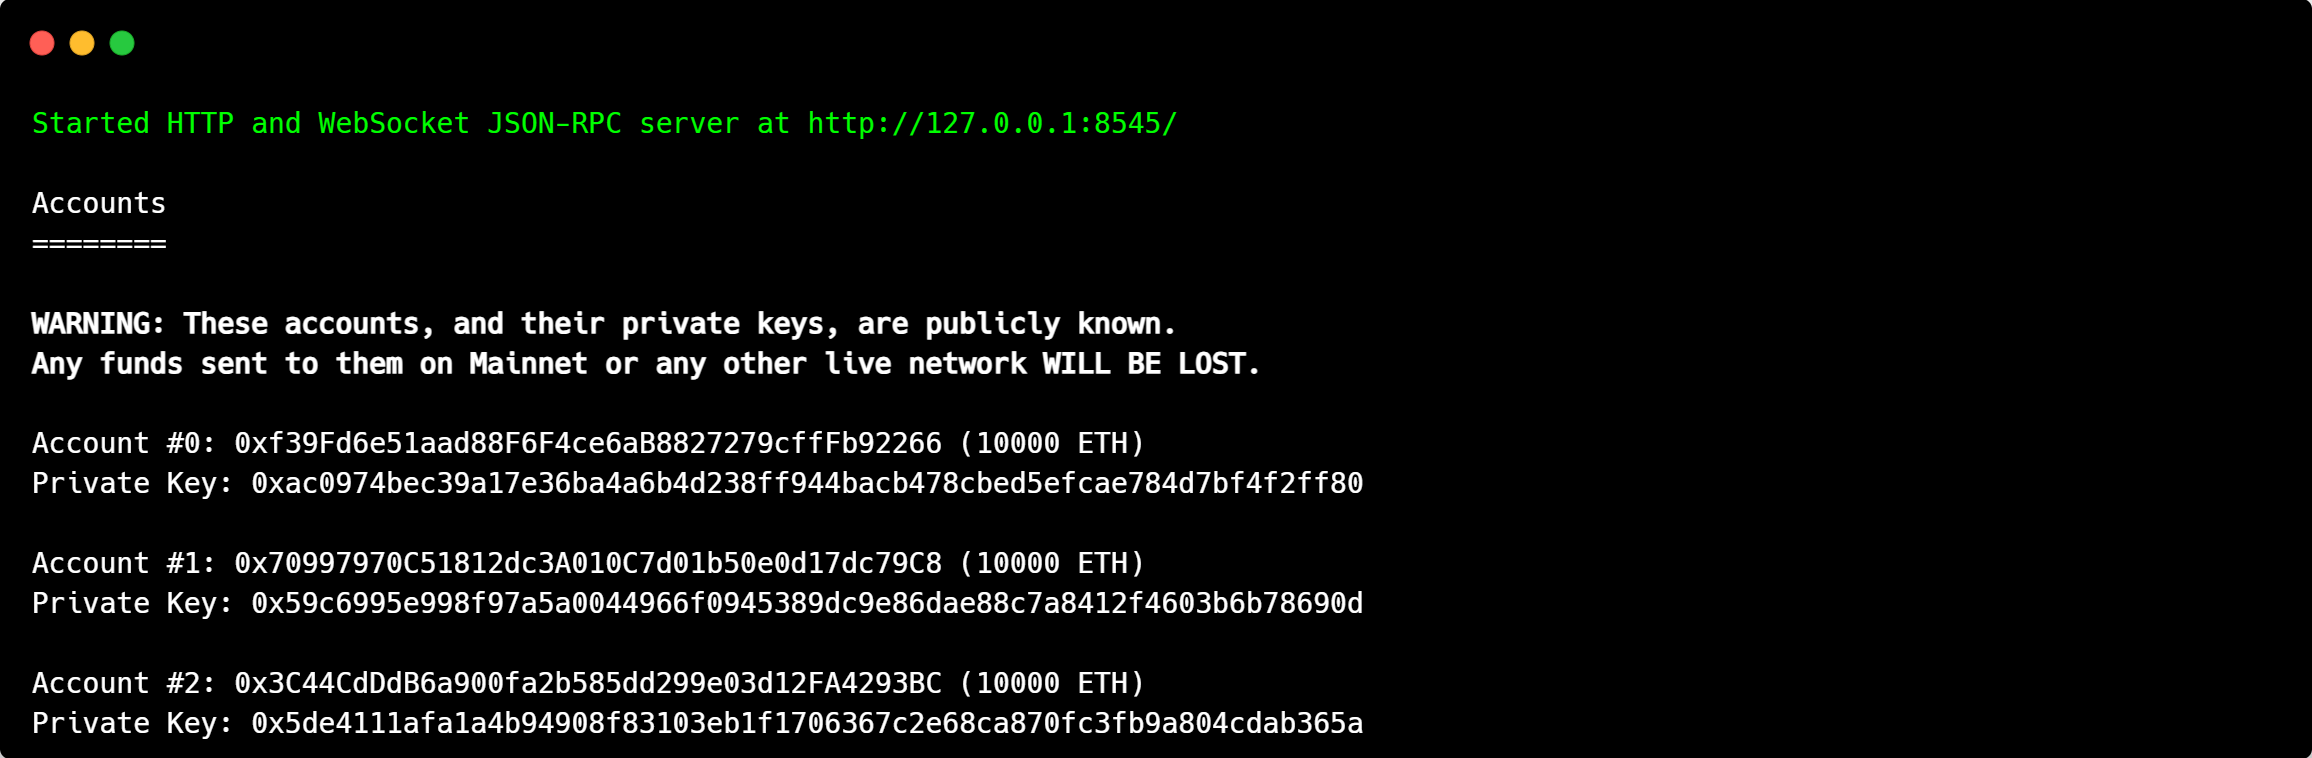 Started HTTP and WebSocket JSON-RPC server at http://127.0.0.1:8545/
Accounts
========
WARNING: These accounts, and their private keys, are publicly known.
Any funds sent to them on Mainnet or any other live network WILL BE LOST.
Account #0: 0xf39Fd6e51aad88F6F4ce6aB8827279cffFb92266 (10000 ETH)
Private Key: 0xac0974bec39a17e36ba4a6b4d238ff944bacb478cbed5efcae784d7bf4f2ff80
Account #1: 0x70997970C51812dc3A010C7d01b50e0d17dc79C8 (10000 ETH)
Private Key: 0x59c6995e998f97a5a0044966f0945389dc9e86dae88c7a8412f4603b6b78690d
Account #2: 0x3C44CdDdB6a900fa2b585dd299e03d12FA4293BC (10000 ETH)
Private Key: 0x5de4111afa1a4b94908f83103eb1f1706367c2e68ca870fc3fb9a804cdab365a